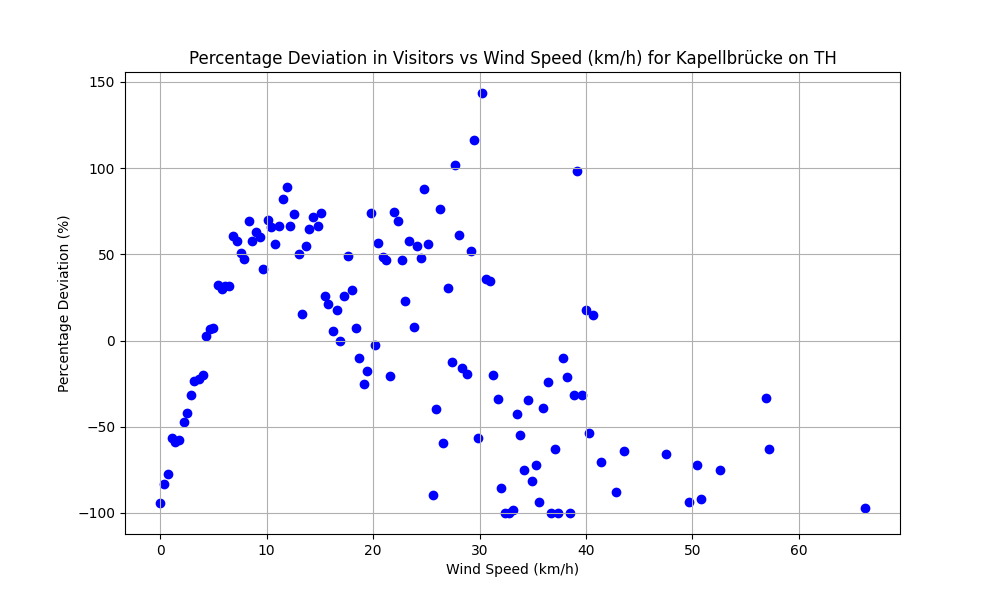 Percentage Deviation in Visitors vs Wind Speed (km/h) for Kapellbrücke on TH
150
100
50
0
−50
−100
Percentage Deviation (%)
0 10 20 30 40 50 60
Wind Speed (km/h)